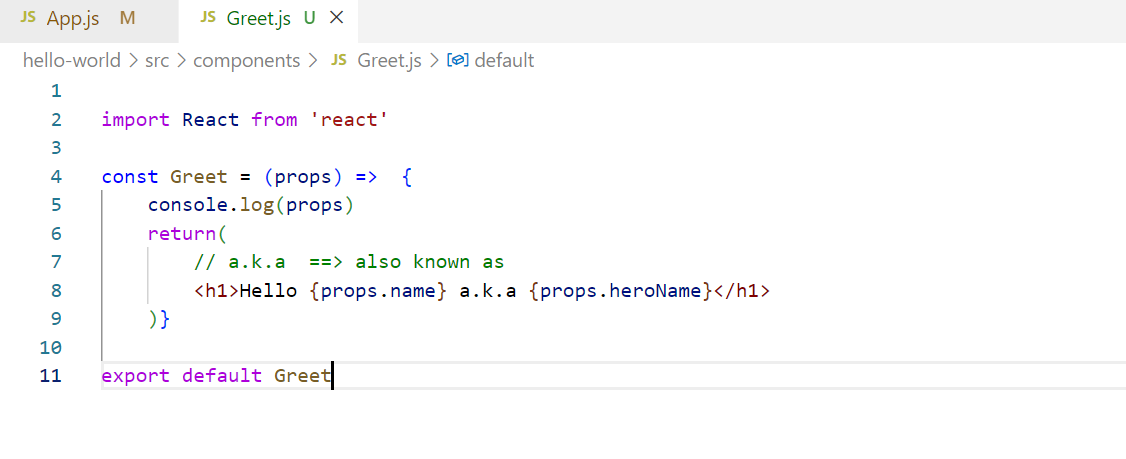 JS App.js M JS Greet.js U ×
hello-world > src > components > JS Greet.js > default
1
2 import React from 'react'
3
4 const Greet = (props) =>  {
5     console.log(props)
6     return(
7         // a.k.a  ==> also known as
8         <h1>Hello {props.name} a.k.a {props.heroName}</h1>
9     )}
10
11 export default Greet